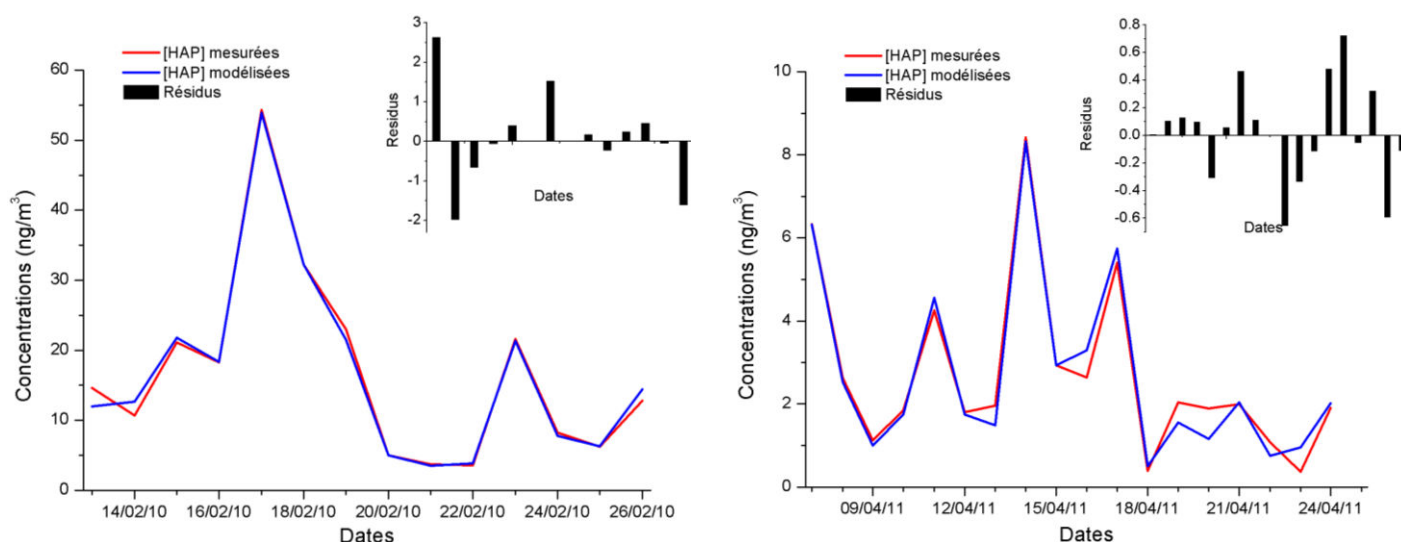 [HAP] mesurées
[HAP] modélisées
Résidus
Concentrations (ng/m³)
60
50
40
30
20
10
0
14/02/10 16/02/10 18/02/10 20/02/10 22/02/10 24/02/10 26/02/10
Dates
Residus
3
2
1
0
-1
-2
Dates
[HAP] mesurées
[HAP] modélisées
Résidus
Concentrations (ng/m³)
10
8
6
4
2
0
09/04/11 12/04/11 15/04/11 18/04/11 21/04/11 24/04/11
Dates
Residus
0.8
0.6
0.4
0.2
0.0
-0.2
-0.4
-0.6
Dates